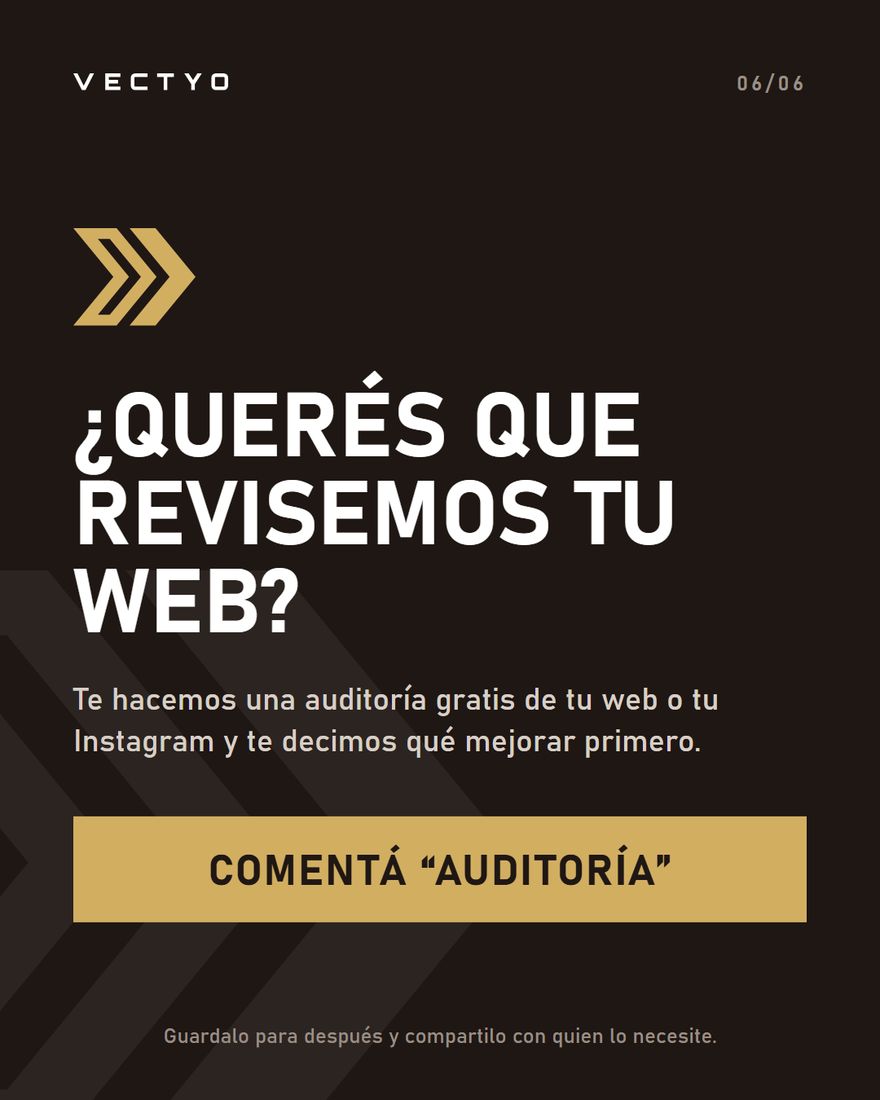 VECTYO
06/06
¿QUERÉS QUE
REVISEMOS TU
WEB?
Te hacemos una auditoría gratis de tu web o tu
Instagram y te decimos qué mejorar primero.
COMENTÁ “AUDITORÍA”
Guardalo para después y compartilo con quien lo necesite.